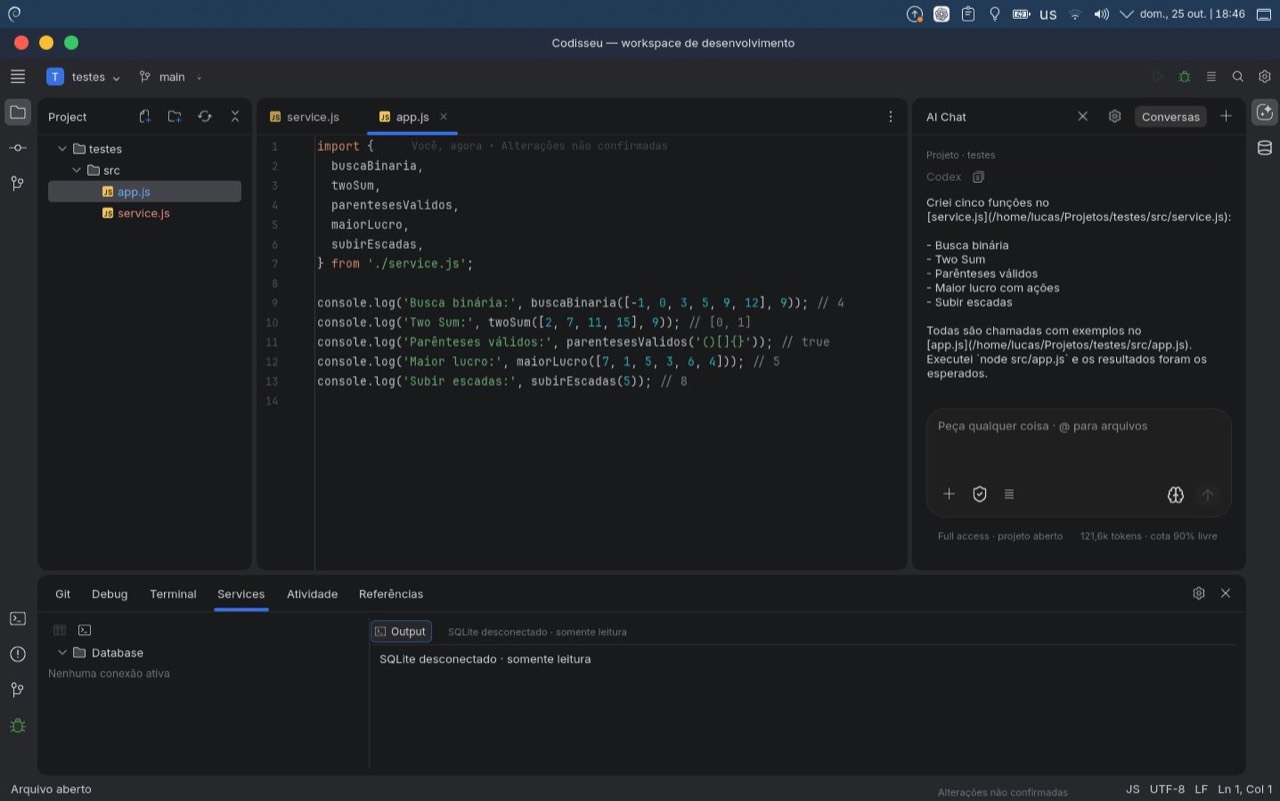 us
dom., 25 out. | 18:46
Codisseu — workspace de desenvolvimento
T testes
main
Project
testes
src
JS app.js
JS service.js
JS service.js
JS app.js
1 import { Você, agora • Alterações não confirmadas
2 buscaBinaria,
3 twoSum,
4 parentesesValidos,
5 maiorLucro,
6 subirEscadas,
7 } from './service.js';
8
9 console.log('Busca binária:', buscaBinaria([-1, 0, 3, 5, 9, 12], 9)); // 4
10 console.log('Two Sum:', twoSum([2, 7, 11, 15], 9)); // [0, 1]
11 console.log('Parênteses válidos:', parentesesValidos('()[]{}')); // true
12 console.log('Maior lucro:', maiorLucro([7, 1, 5, 3, 6, 4])); // 5
13 console.log('Subir escadas:', subirEscadas(5)); // 8
14
AI Chat
Conversas
Projeto · testes
Codex
Criei cinco funções no
[service.js](/home/lucas/Projetos/testes/src/service.js):
- Busca binária
- Two Sum
- Parênteses válidos
- Maior lucro com ações
- Subir escadas
Todas são chamadas com exemplos no
[app.js](/home/lucas/Projetos/testes/src/app.js).
Executei `node src/app.js` e os resultados foram os
esperados.
Peça qualquer coisa · @ para arquivos
Full access · projeto aberto
121,6k tokens · cota 90% livre
Git
Debug
Terminal
Services
Atividade
Referências
Database
Nenhuma conexão ativa
Output
SQLite desconectado · somente leitura
SQLite desconectado · somente leitura
Arquivo aberto
Alterações não confirmadas
JS UTF-8 LF Ln 1, Col 1